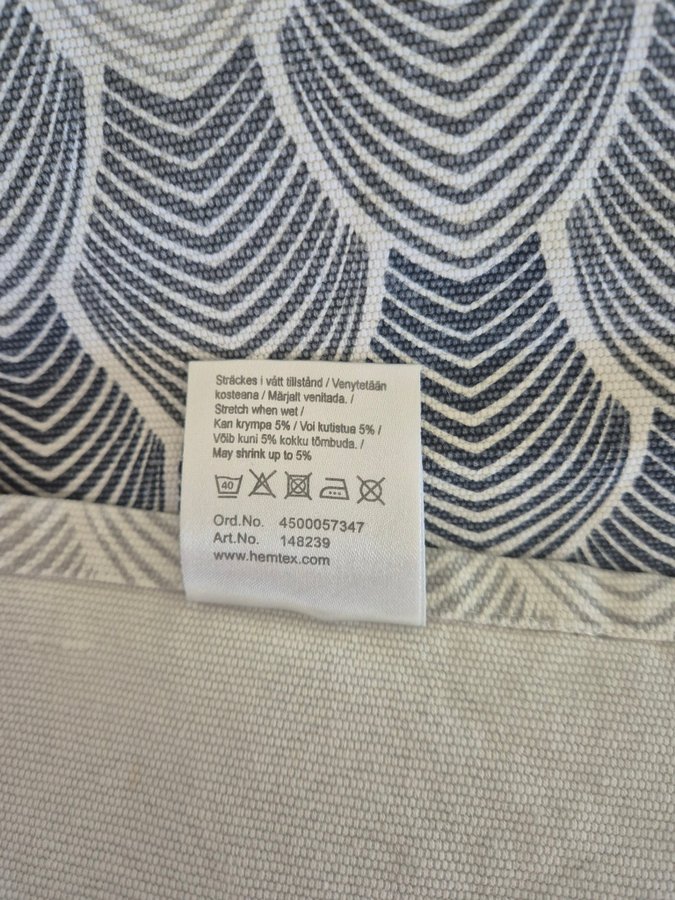 Sträckes i vått tillstånd / Venytetään
kosteana / Märjalt venitada. /
Stretch when wet /
Kan krympa 5% / Voi kutistua 5% /
Võib kuni 5% kokku tõmbuda. /
May shrink up to 5%
40
Ord.No. 4500057347
Art.No. 148239
www.hemtex.com